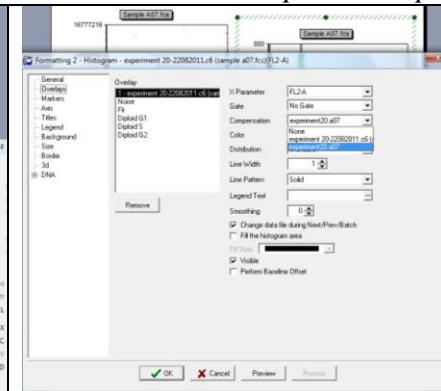 Sample A07.fcs
16777216
Sample A07.fcs
800
Formatting 2 - Histogram - experiment 20-22082011.c6 (sample a07.fcs)(FL2-A)
General
Overlays
Markers
Axis
Titles
Legend
Background
Size
Border
3d
DNA
Overlay
1 - experiment 20-22082011.c6 (sam
Noise
Fit
Diploid G1
Diploid S
Diploid G2
Remove
X Parameter FL2-A
Gate No Gate
Compensation experiment20.a07
None
experiment 20-22082011.c6 (s
experiment20.a07
Color
Distribution
Line Width 1
Line Pattern Solid
Legend Text
Smoothing 0
Change data file during Next/Prev/Batch
Fill the histogram area
Fill Style
Visible
Perform Baseline Offset
OK Cancel Preview Restore